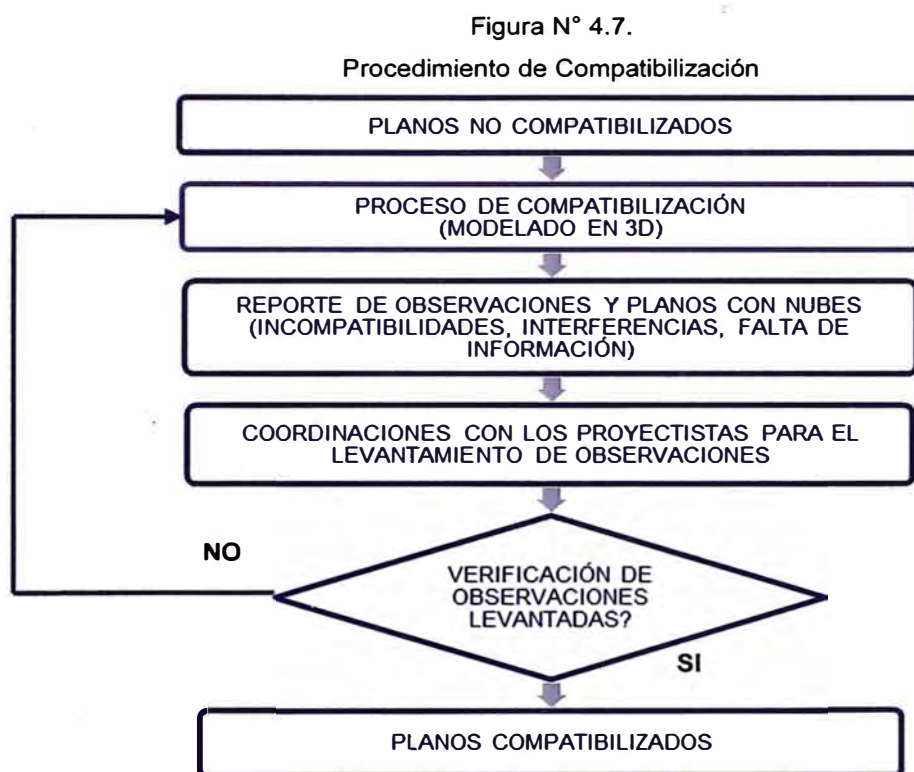 Figura N° 4.7.
Procedimiento de Compatibilización
PLANOS NO COMPATIBILIZADOS
PROCESO DE COMPATIBILIZACIÓN
(MODELADO EN 3D)
REPORTE DE OBSERVACIONES Y PLANOS CON NUBES
(INCOMPATIBILIDADES, INTERFERENCIAS, FALTA DE
INFORMACIÓN)
COORDINACIONES CON LOS PROYECTISTAS PARA EL
LEVANTAMIENTO DE OBSERVACIONES
NO
VERIFICACIÓN DE
OBSERVACIONES
LEVANTADAS?
SI
PLANOS COMPATIBILIZADOS